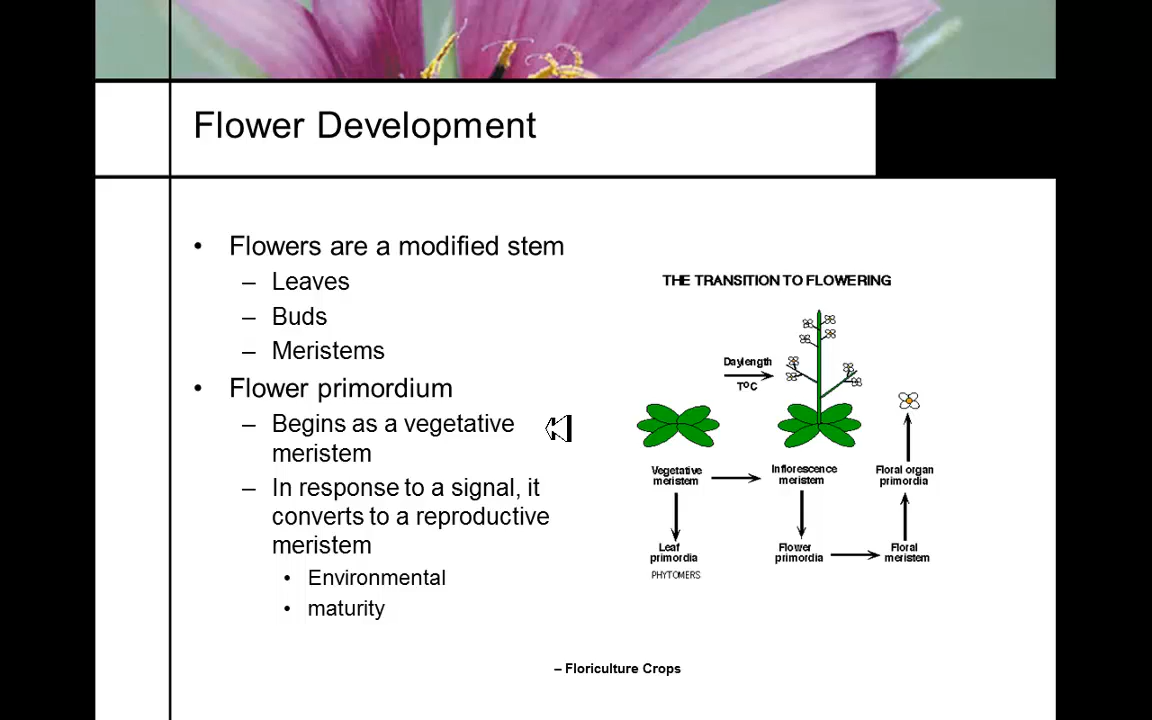 Flower Development
• Flowers are a modified stem
– Leaves
– Buds
– Meristems
• Flower primordium
– Begins as a vegetative
meristem
– In response to a signal, it
converts to a reproductive
meristem
• Environmental
• maturity
THE TRANSITION TO FLOWERING
Daylength
TºC
Vegetative
meristem
Inflorescence
meristem
Floral organ
primordia
Leaf
primordia
PHYTOMERS
Flower
primordia
Floral
meristem
– Floriculture Crops